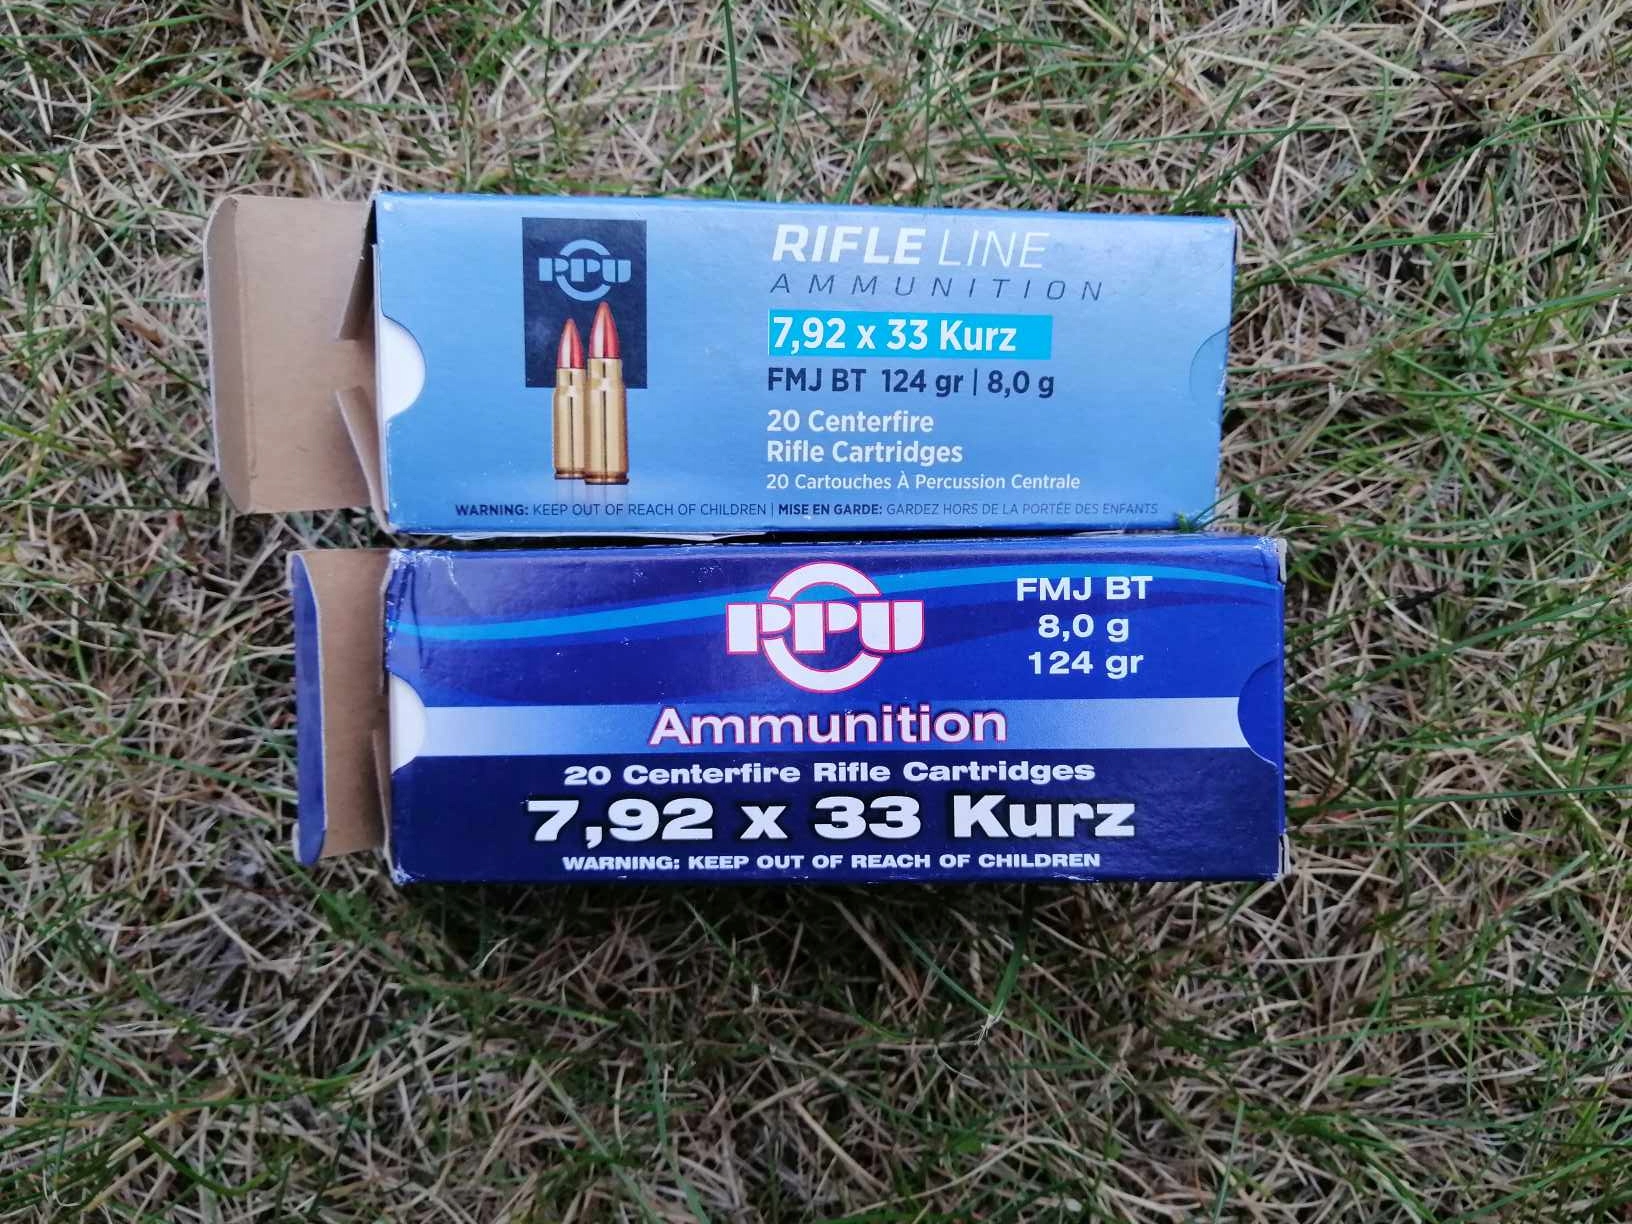 PPU
RIFLE LINE
AMMUNITION
7,92 x 33 Kurz
FMJ BT 124 gr | 8,0 g
20 Centerfire
Rifle Cartridges
20 Cartouches À Percussion Centrale
WARNING: KEEP OUT OF REACH OF CHILDREN | MISE EN GARDE: GARDEZ HORS DE LA PORTÉE DES ENFANTS
PPU
FMJ BT
8,0 g
124 gr
Ammunition
20 Centerfire Rifle Cartridges
7,92 x 33 Kurz
WARNING: KEEP OUT OF REACH OF CHILDREN